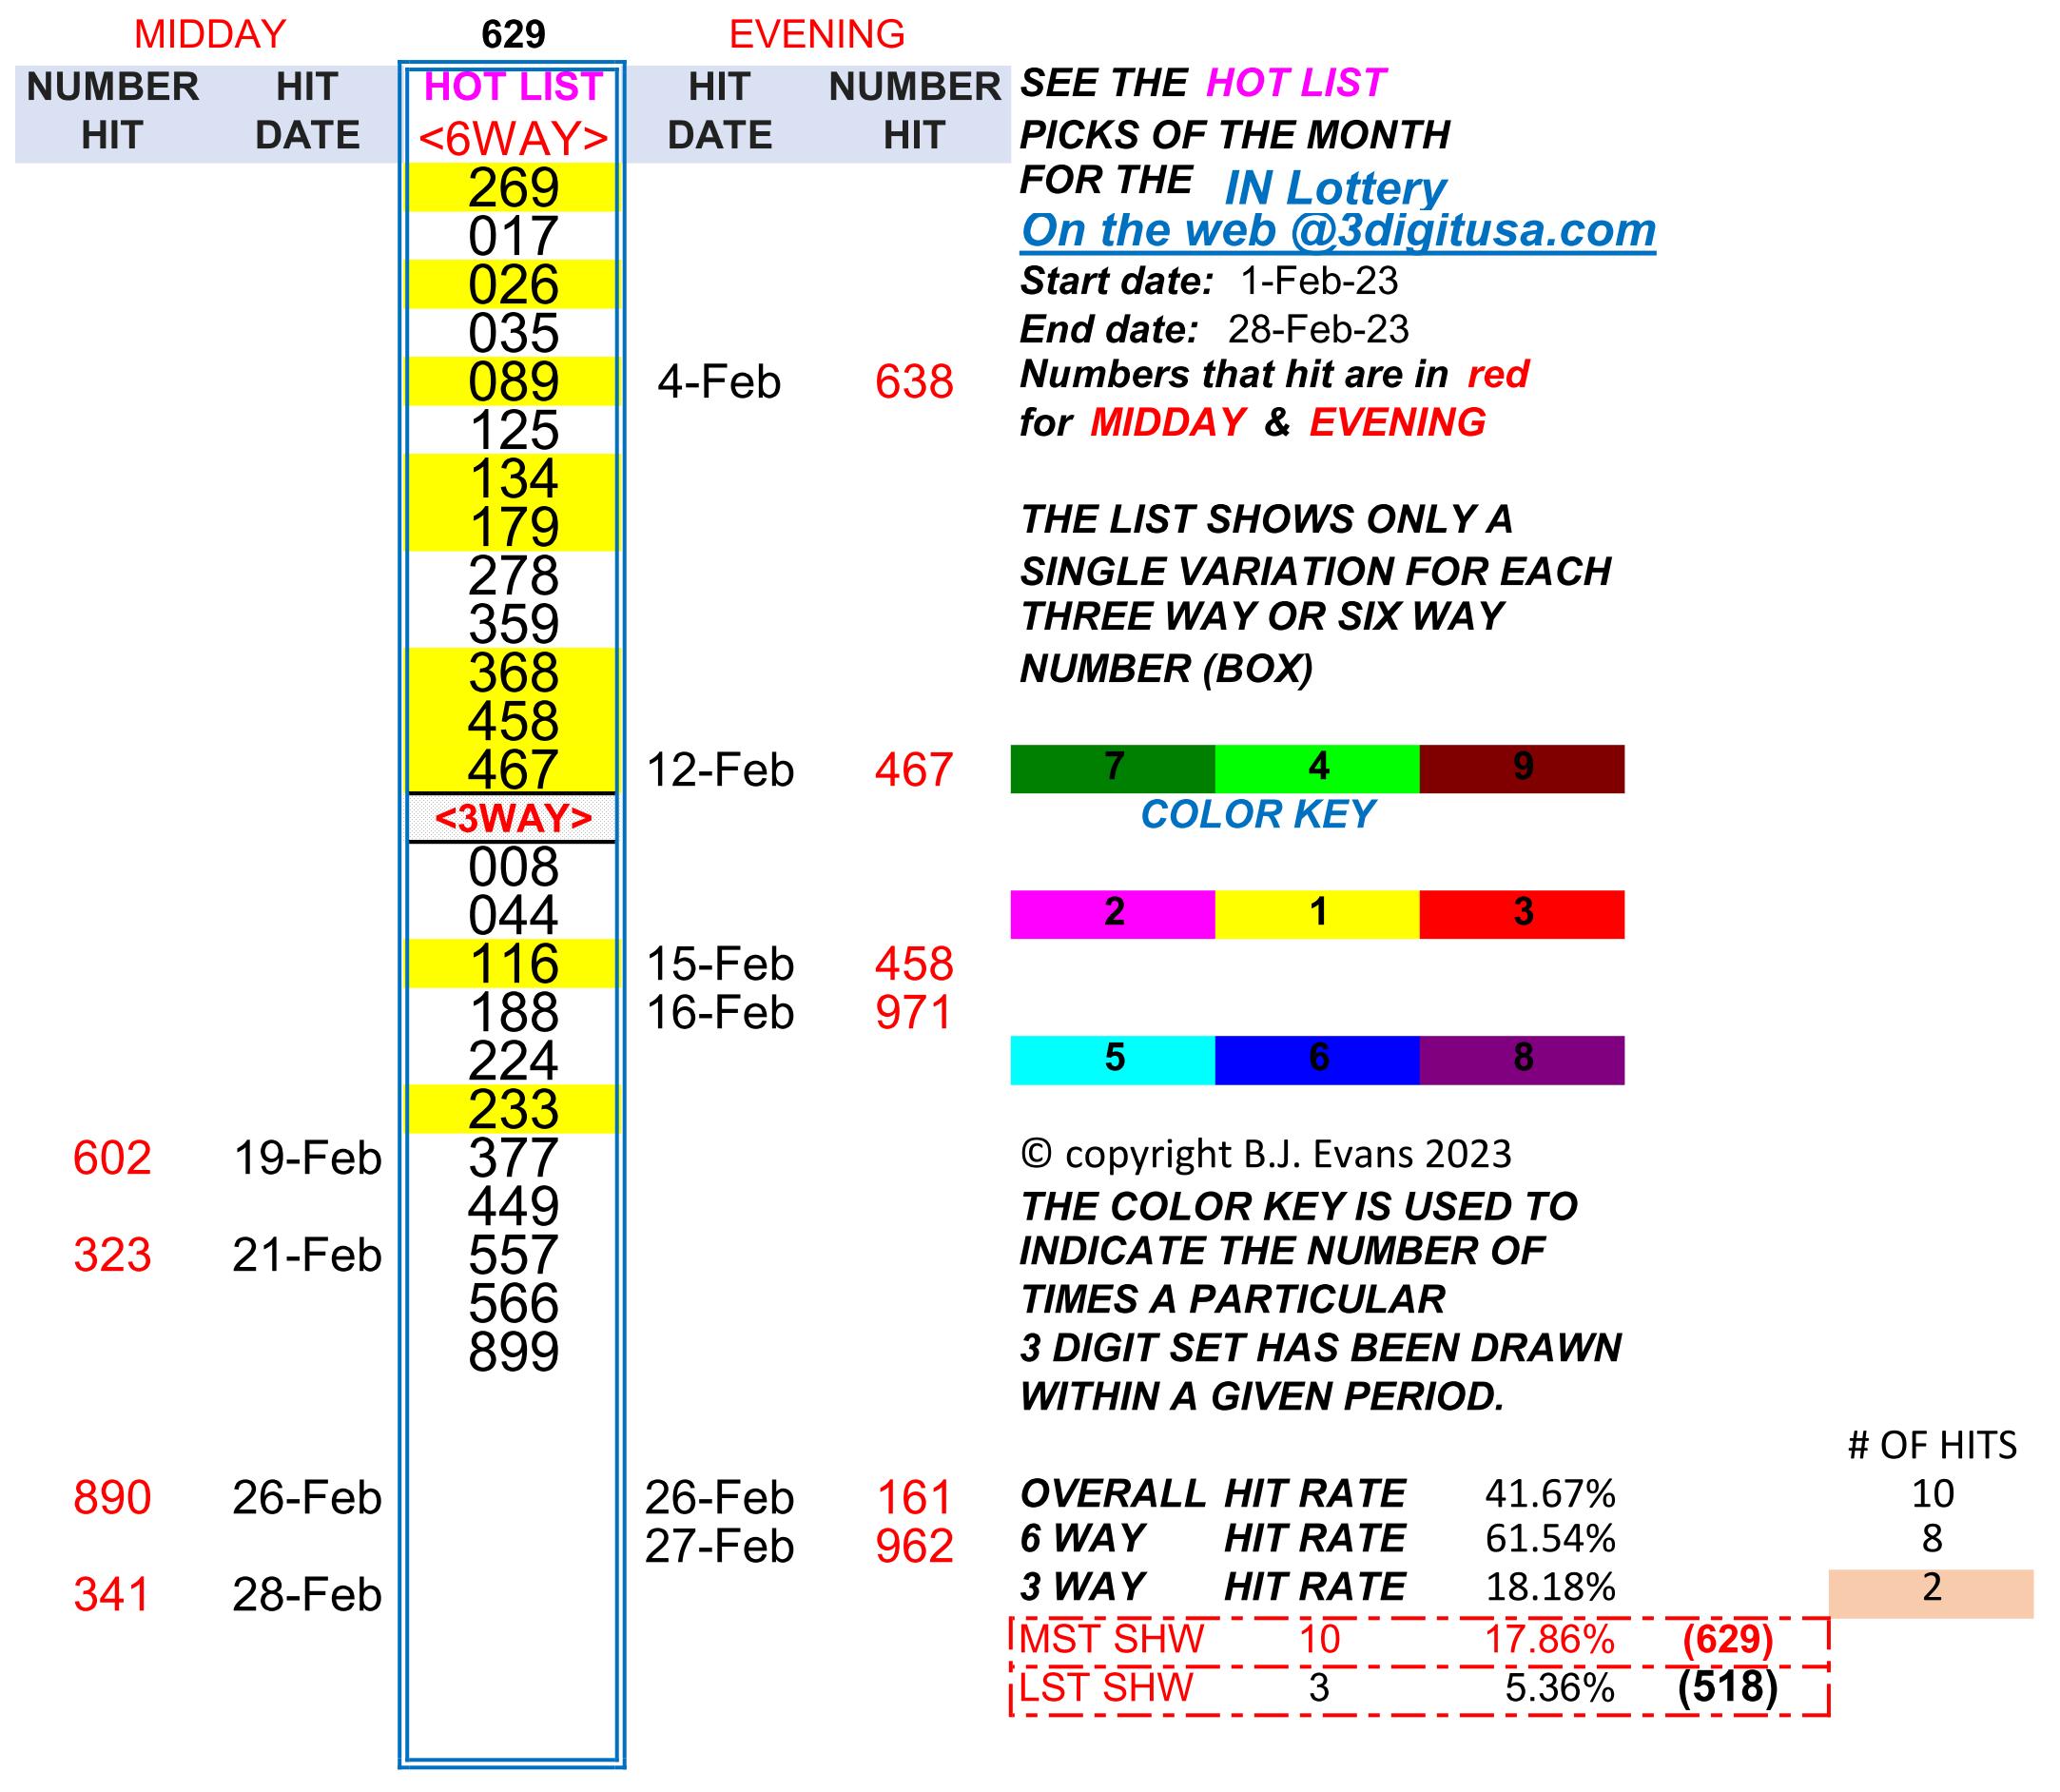 MIDDAY 629 EVENING
NUMBER HIT HOT LIST HIT NUMBER SEE THE HOT LIST
HIT DATE <6WAY> DATE HIT PICKS OF THE MONTH
269 FOR THE IN Lottery
017 On the web @3digitusa.com
026 Start date: 1-Feb-23
035 End date: 28-Feb-23
089 4-Feb 638 Numbers that hit are in red
125 for MIDDAY & EVENING
134
179 THE LIST SHOWS ONLY A
278 SINGLE VARIATION FOR EACH
359 THREE WAY OR SIX WAY
368 NUMBER (BOX)
458
467 12-Feb 467 7 4 9
<3WAY> COLOR KEY
008
044 2 1 3
116 15-Feb 458
188 16-Feb 971
224 5 6 8
233
602 19-Feb 377 © copyright B.J. Evans 2023
449 THE COLOR KEY IS USED TO
323 21-Feb 557 INDICATE THE NUMBER OF
566 TIMES A PARTICULAR
899 3 DIGIT SET HAS BEEN DRAWN
WITHIN A GIVEN PERIOD.
# OF HITS
890 26-Feb 26-Feb 161 OVERALL HIT RATE 41.67% 10
27-Feb 962 6 WAY HIT RATE 61.54% 8
341 28-Feb 3 WAY HIT RATE 18.18% 2
MST SHW 10 17.86% (629)
LST SHW 3 5.36% (518)